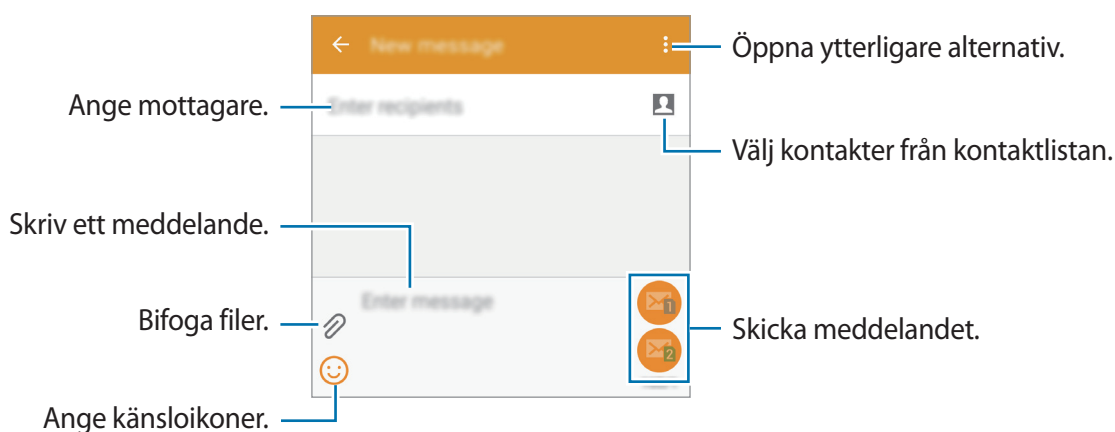 New message
Öppna ytterligare alternativ.
Ange mottagare.
Enter recipients
Välj kontakter från kontaktlistan.
Skriv ett meddelande.
Enter message
1
Bifoga filer.
Skicka meddelandet.
2
Ange känsloikoner.